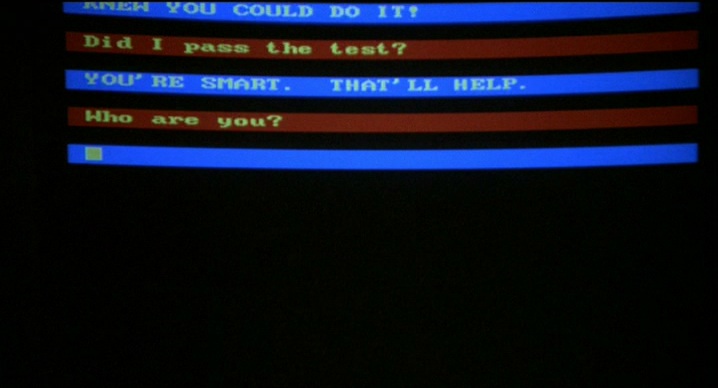 KNEW YOU COULD DO IT!
Did I pass the test?
YOU'RE SMART.  THAT'LL HELP.
Who are you?